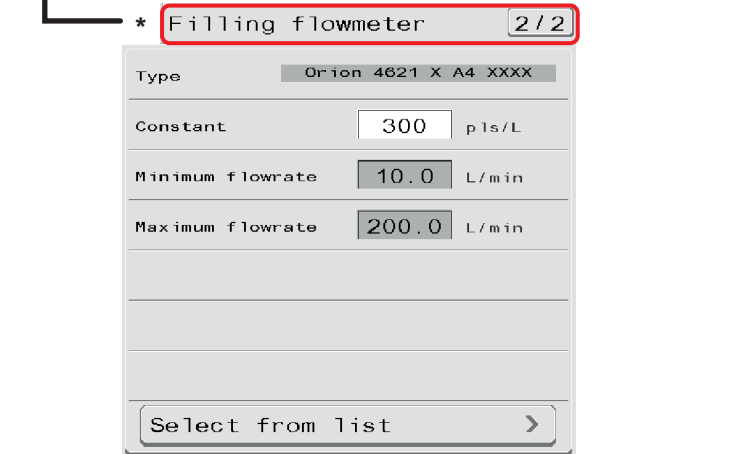 * Filling flowmeter 2/2
Type Orion 4621 X A4 XXXX
Constant 300 pls/L
Minimum flowrate 10.0 L/min
Maximum flowrate 200.0 L/min
Select from list >